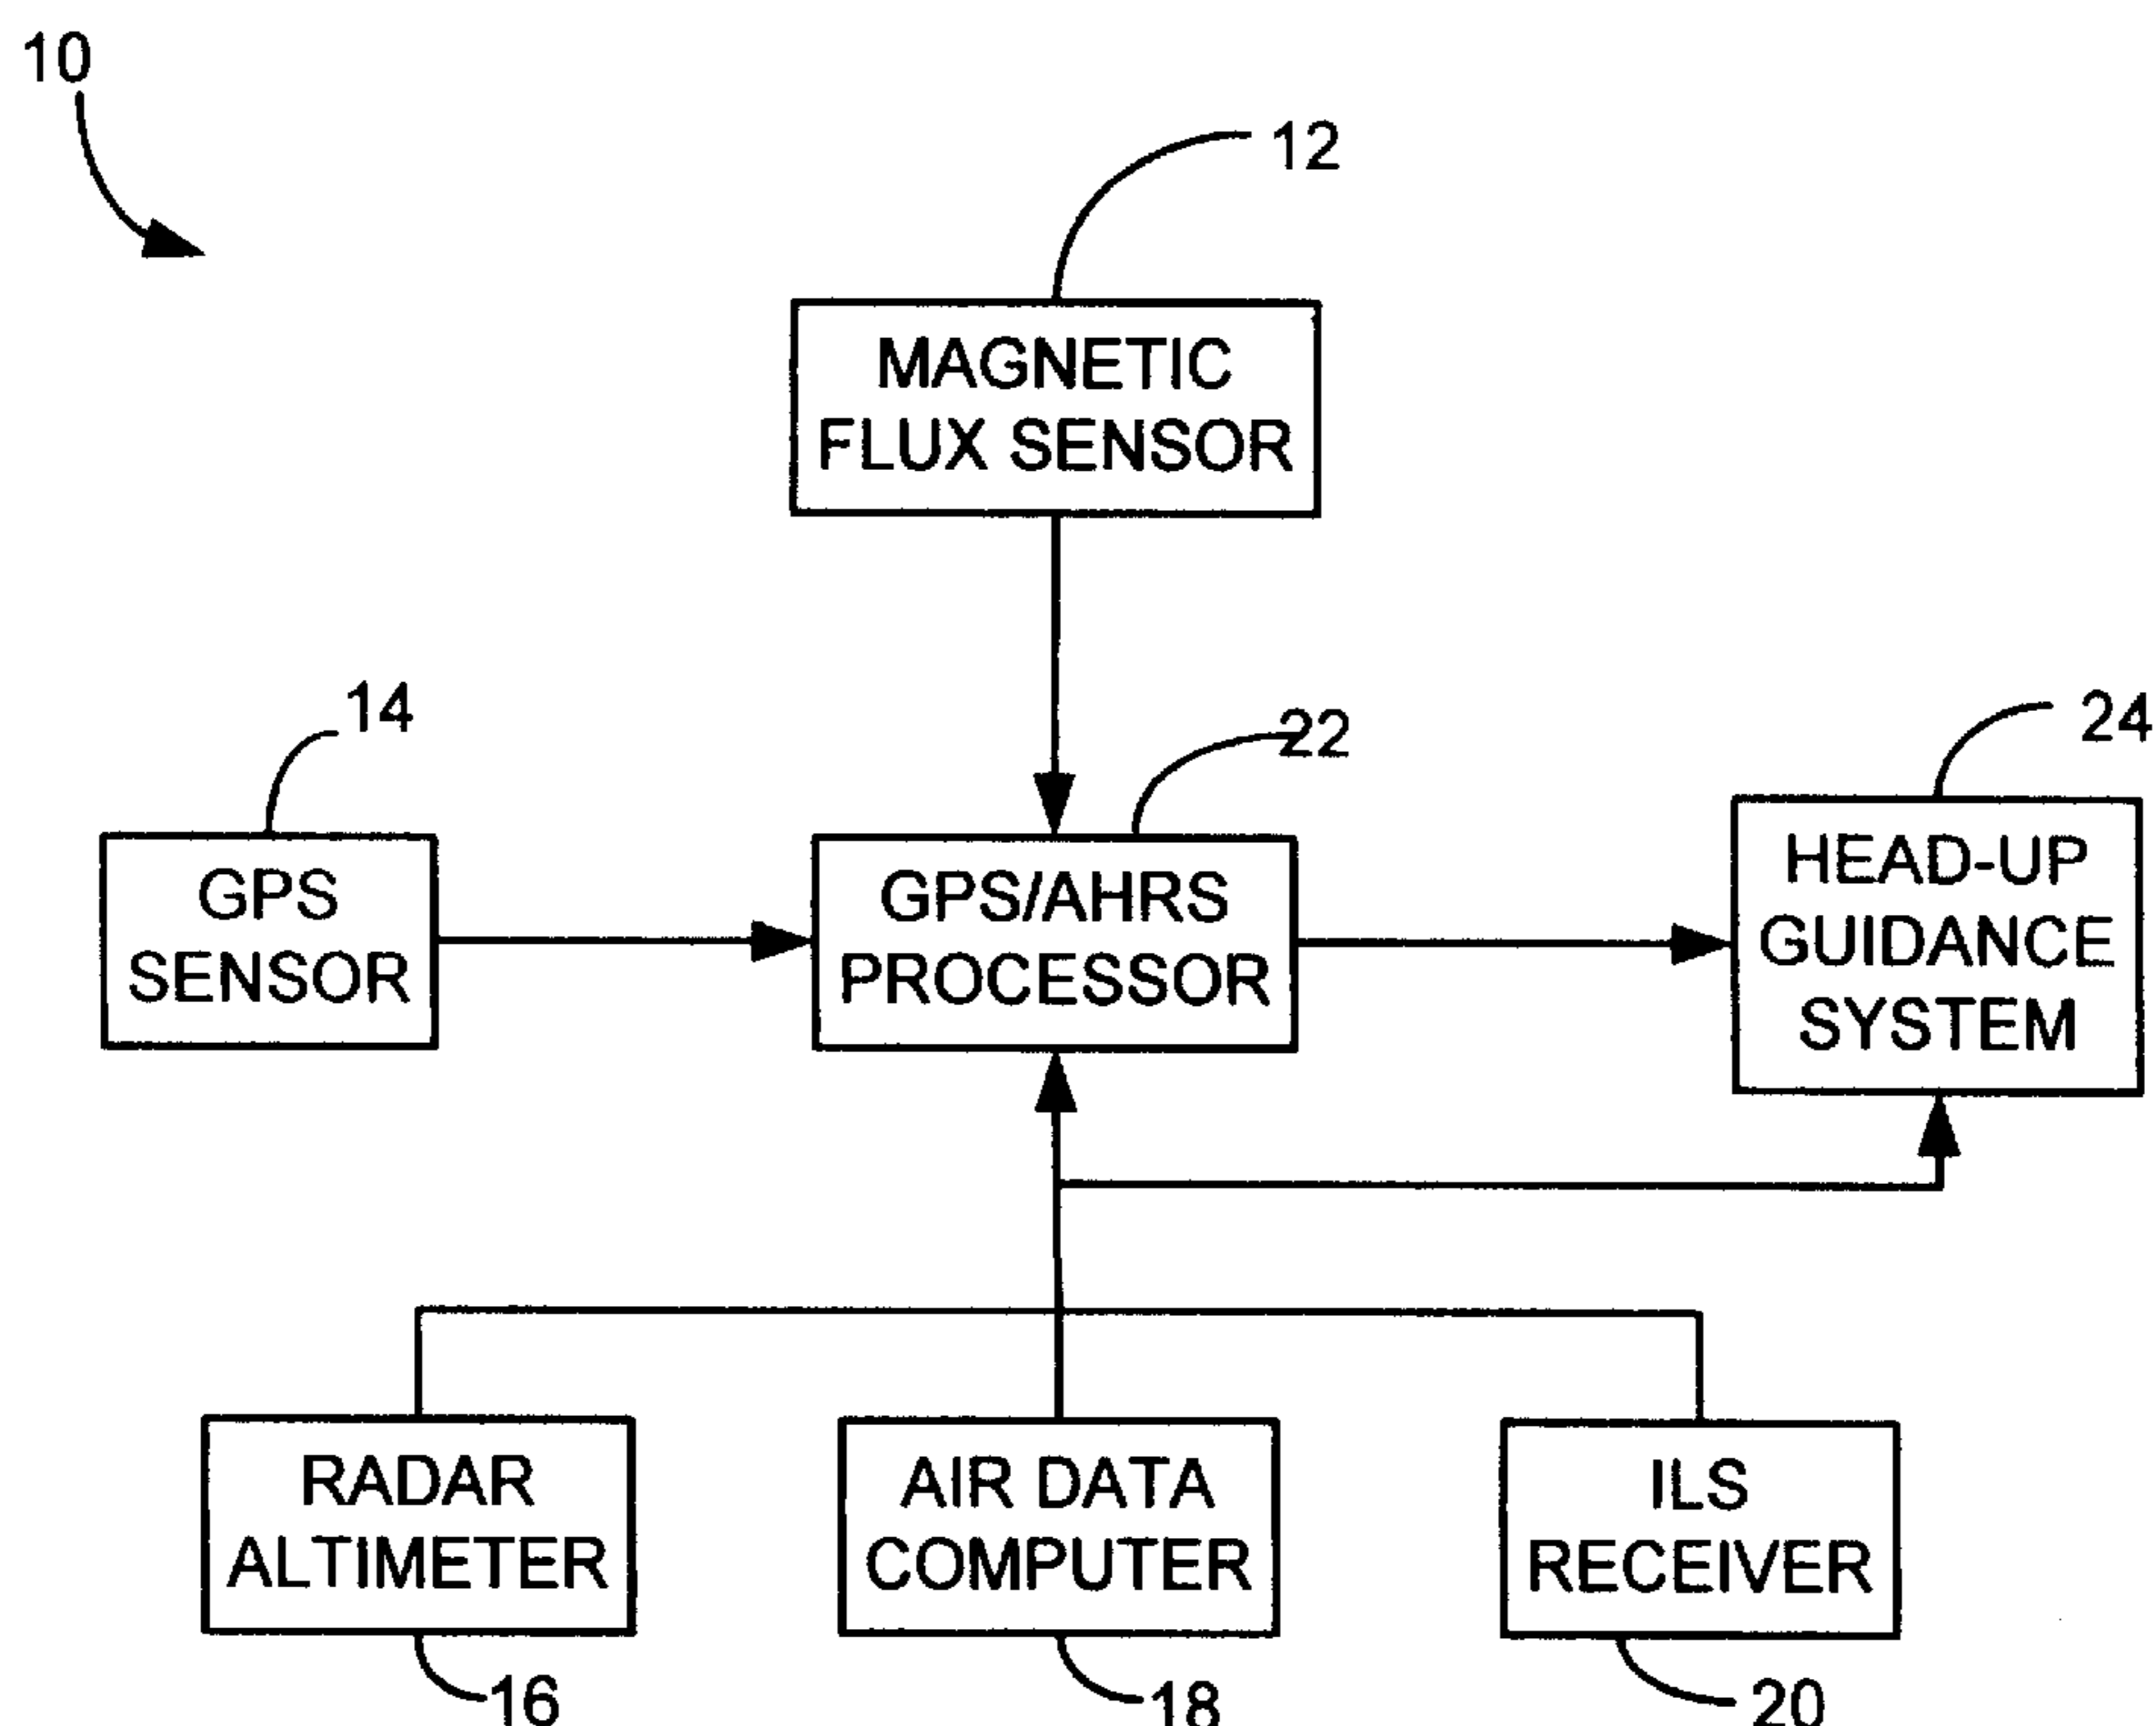 10
12
MAGNETIC
FLUX SENSOR
14
22
24
GPS
SENSOR
GPS/AHRS
PROCESSOR
HEAD-UP
GUIDANCE
SYSTEM
RADAR
ALTIMETER
AIR DATA
COMPUTER
ILS
RECEIVER
16
18
20